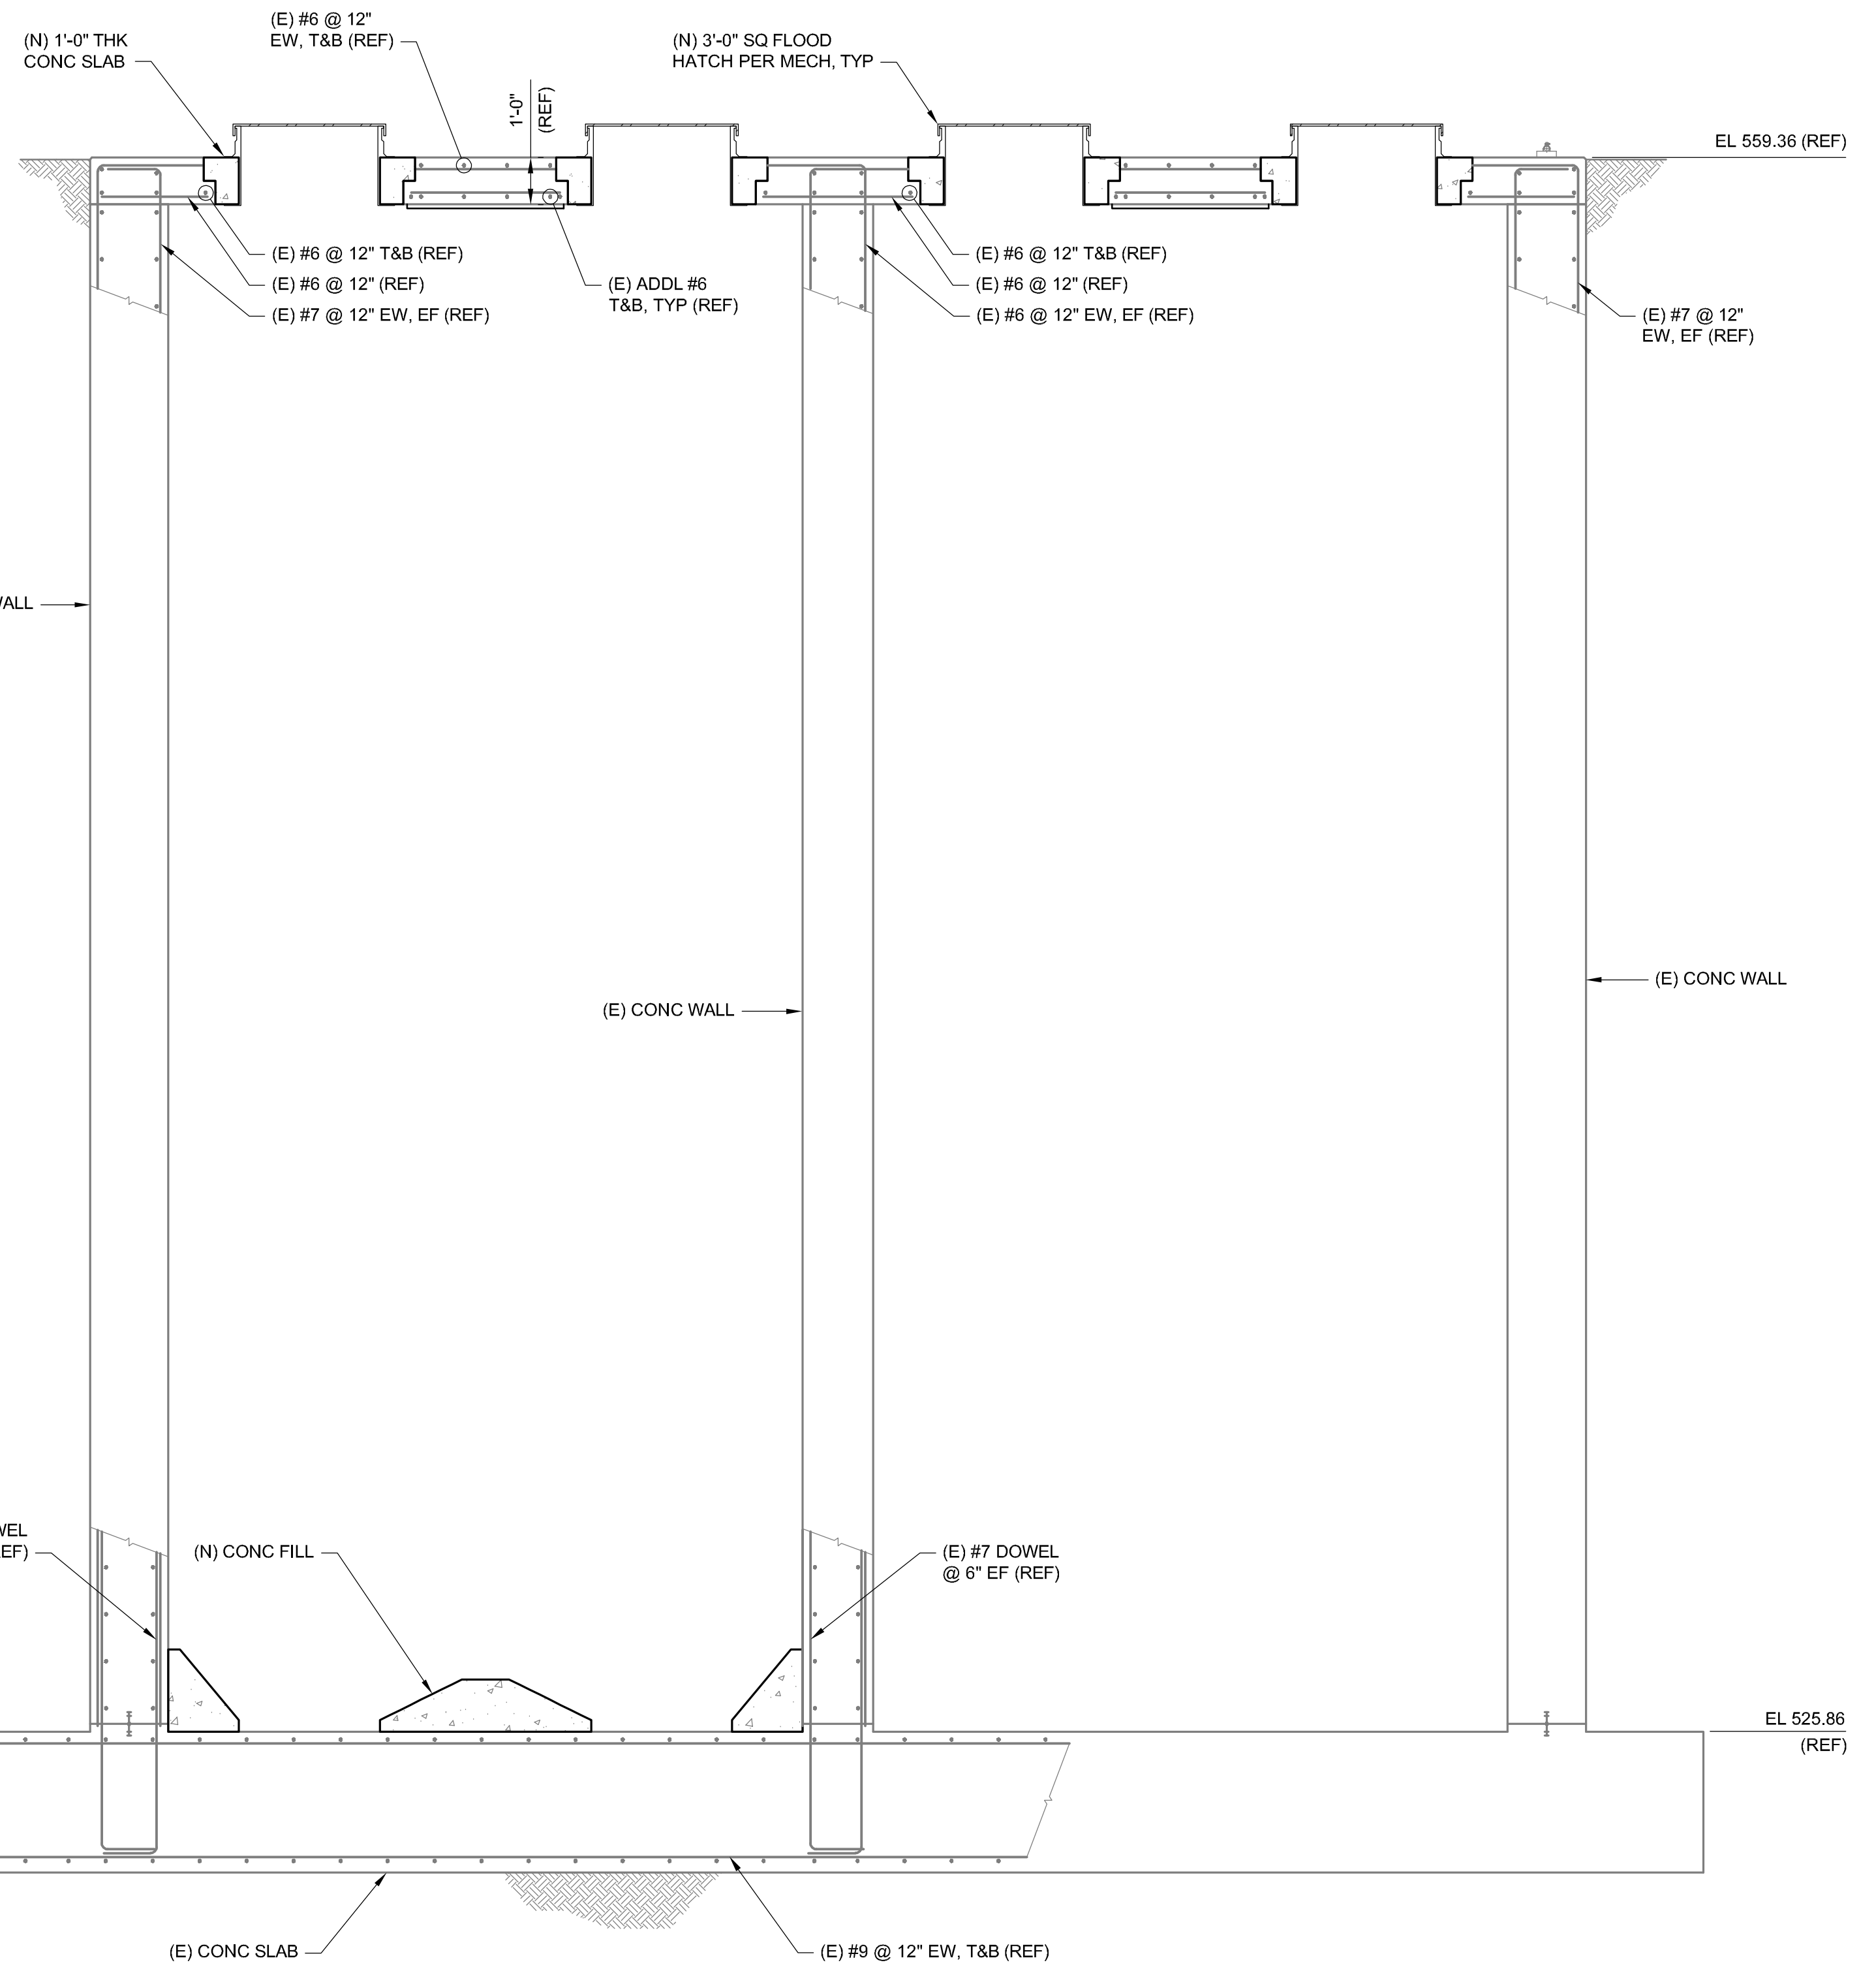 (E) #6 @ 12"
EW, T&B (REF)
(N) 1'-0" THK
CONC SLAB
(N) 3'-0" SQ FLOOD
HATCH PER MECH, TYP
1'-0"
(REF)
EL 559.36 (REF)
(E) #6 @ 12" T&B (REF)
(E) #6 @ 12" (REF)
(E) #7 @ 12" EW, EF (REF)
(E) ADDL #6
T&B, TYP (REF)
(E) #6 @ 12" T&B (REF)
(E) #6 @ 12" (REF)
(E) #6 @ 12" EW, EF (REF)
(E) #7 @ 12"
EW, EF (REF)
(E) CONC WALL
(E) CONC WALL
(N) CONC FILL
(E) #7 DOWEL
@ 6" EF (REF)
EL 525.86
(REF)
(E) CONC SLAB
(E) #9 @ 12" EW, T&B (REF)